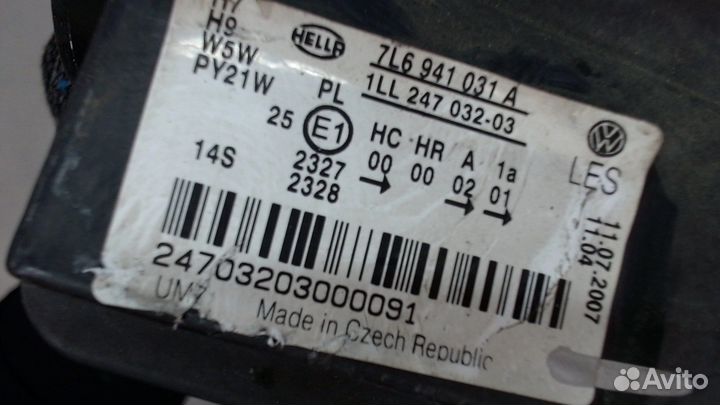 H7
H9
W5W
PY21W
HELLA
7L6 941 031 A
1LL 247 032-03
PL
25 E1 HC HR A 1a
14S 2327 00 00 02 01
2328
LES
11.07.2007
11.04
24703203000091
Made in Czech Republic
Avito